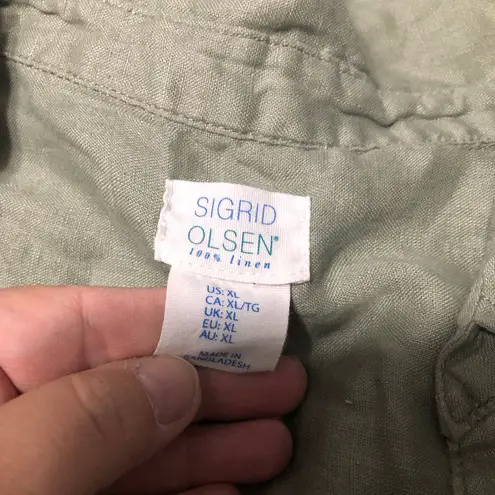 SIGRID
OLSEN®
100% linen
US: XL
CA: XL/TG
UK: XL
EU: XL
AU: XL
MADE IN
BANGLADESH